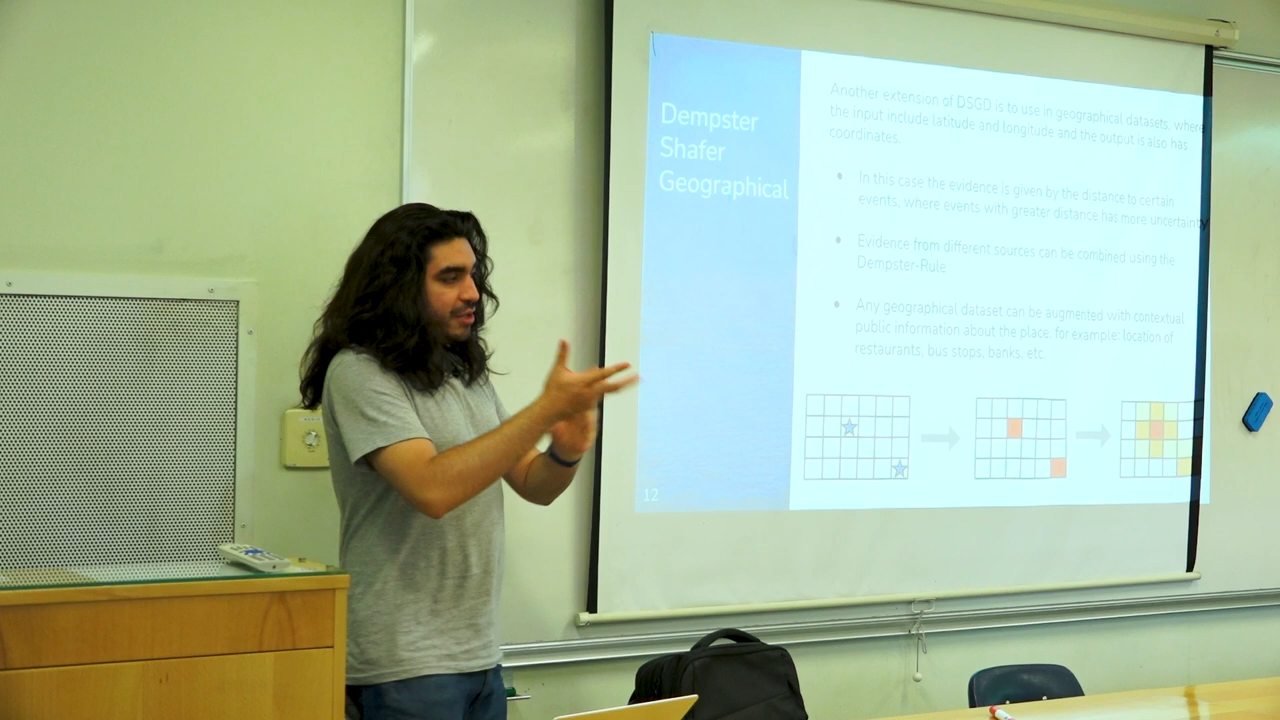 Dempster
Shafer
Geographical
Another extension of DSGD is to use in geographical datasets, where
the input include latitude and longitude and the output is also has
coordinates.
In this case the evidence is given by the distance to certain
events, where events with greater distance has more uncertainty
Evidence from different sources can be combined using the
Dempster-Rule
Any geographical dataset can be augmented with contextual
public information about the place, for example: location of
restaurants, bus stops, banks, etc.
12